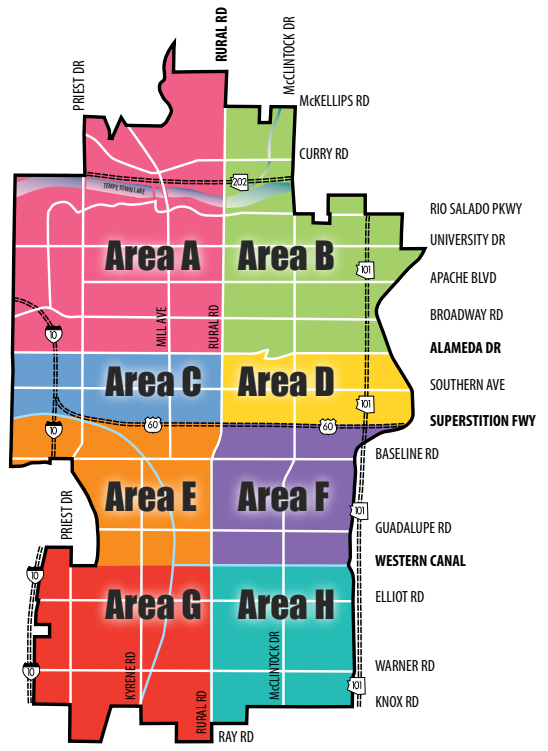 RURAL RD
McCLINTOCK DR
PRIEST DR
McKELLIPS RD
CURRY RD
202
TEMPE TOWN LAKE
RIO SALADO PKWY
UNIVERSITY DR
Area A
Area B
101
APACHE BLVD
BROADWAY RD
MILL AVE
RURAL RD
10
ALAMEDA DR
Area C
Area D
SOUTHERN AVE
101
SUPERSTITION FWY
10
60
60
BASELINE RD
Area E
Area F
PRIEST DR
101
GUADALUPE RD
WESTERN CANAL
10
Area G
Area H
ELLIOT RD
KYRENE RD
McCLINTOCK DR
WARNER RD
10
101
RURAL RD
KNOX RD
RAY RD